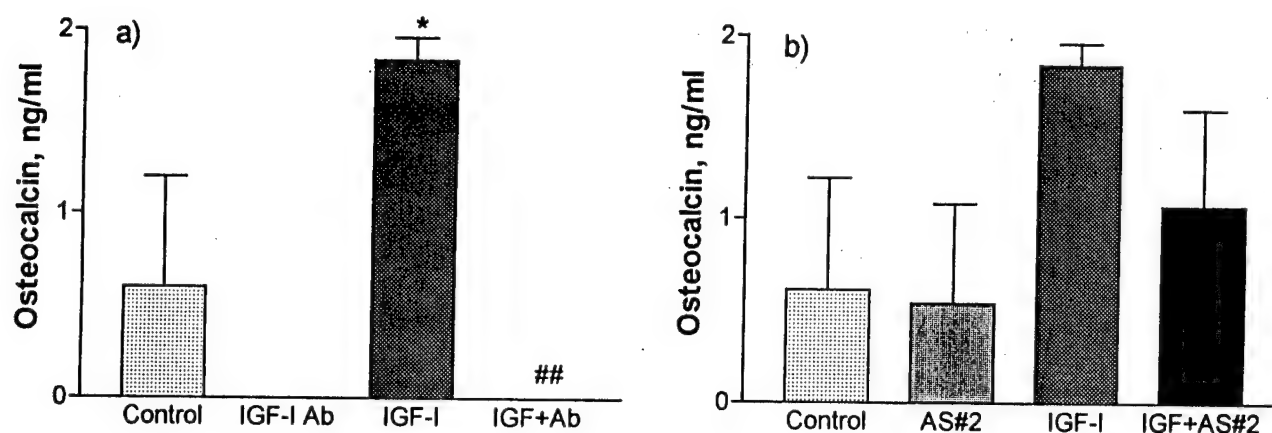 a)
*
Osteocalcin, ng/ml
2
1
0
##
Control IGF-I Ab IGF-I IGF+Ab
b)
Osteocalcin, ng/ml
2
1
0
Control AS#2 IGF-I IGF+AS#2